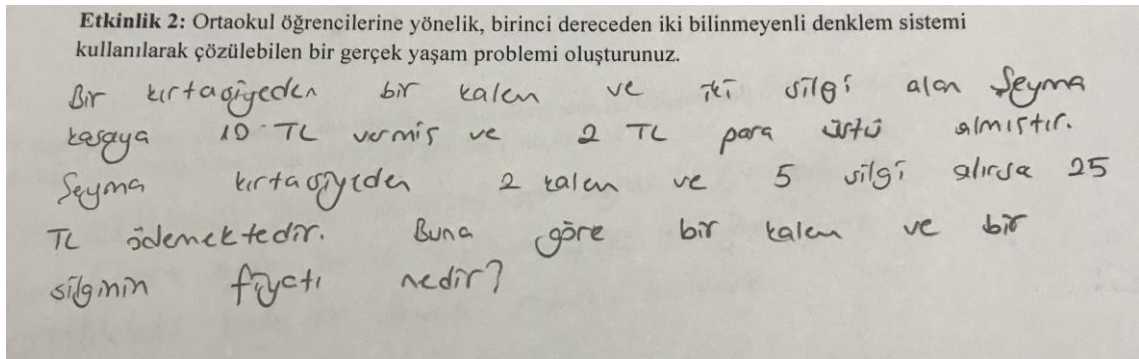 Etkinlik 2: Ortaokul öğrencilerine yönelik, birinci dereceden iki bilinmeyenli denklem sistemi
kullanılarak çözülebilen bir gerçek yaşam problemi oluşturunuz.
Bir kırtasiyeden bir kalem ve iki silgi alan Şeyma
kasaya 10 TL vermiş ve 2 TL para üstü almıştır.
Şeyma kırtasiyeden 2 kalem ve 5 silgi alırsa 25
TL ödemektedir. Buna göre bir kalem ve bir
silginin fiyatı nedir?